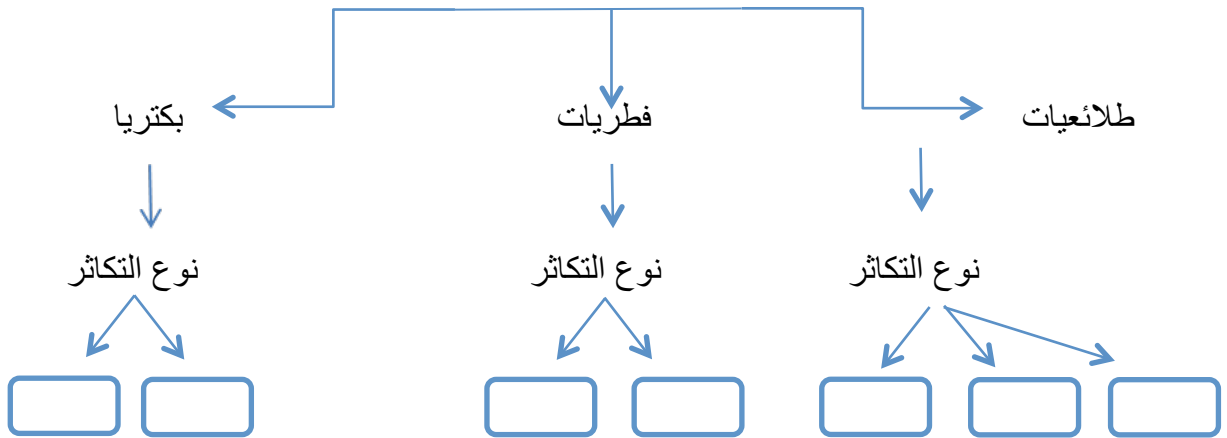 طلائعيات
فطريات
بكتريا
نوع التكاثر
نوع التكاثر
نوع التكاثر